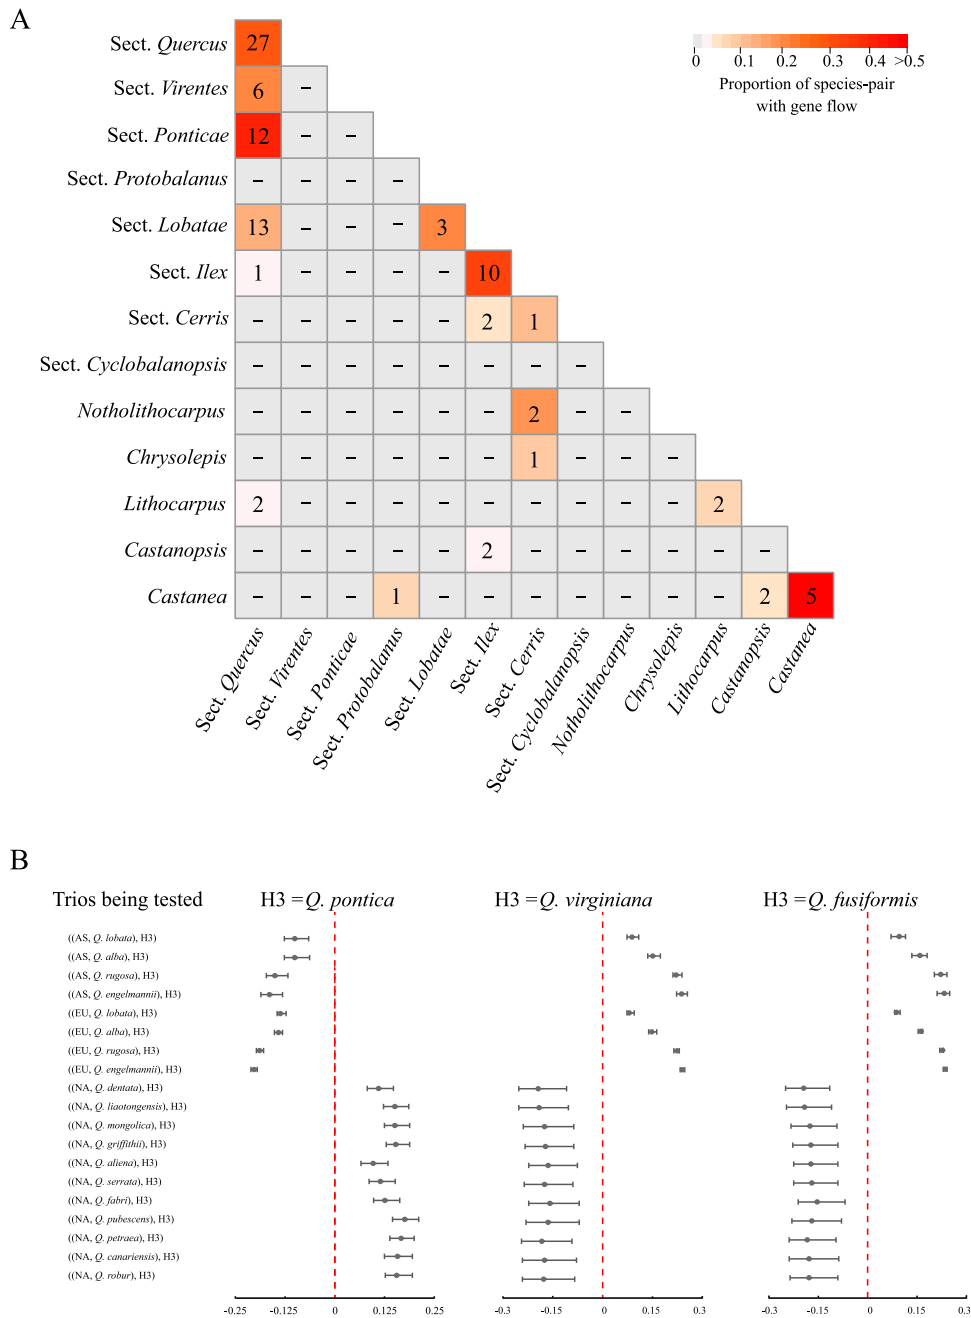 A
0 0.1 0.2 0.3 0.4 >0.5
Proportion of species-pair
with gene flow
Sect. Quercus 27
Sect. Virentes 6 –
Sect. Ponticae 12 – –
Sect. Protobalanus – – – –
Sect. Lobatae 13 – – – 3
Sect. Ilex 1 – – – – 10
Sect. Cerris – – – – – 2 1
Sect. Cyclobalanopsis – – – – – – – –
Notholithocarpus – – – – – – 2 – –
Chrysolepis – – – – – – 1 – – –
Lithocarpus 2 – – – – – – – – – 2
Castanopsis – – – – – 2 – – – – – –
Castanea – – – 1 – – – – – – – 2 5
Sect. Quercus
Sect. Virentes
Sect. Ponticae
Sect. Protobalanus
Sect. Lobatae
Sect. Ilex
Sect. Cerris
Sect. Cyclobalanopsis
Notholithocarpus
Chrysolepis
Lithocarpus
Castanopsis
Castanea
B
Trios being tested H3 =Q. pontica H3 =Q. virginiana H3 =Q. fusiformis
((AS, Q. lobata), H3)
((AS, Q. alba), H3)
((AS, Q. rugosa), H3)
((AS, Q. engelmannii), H3)
((EU, Q. lobata), H3)
((EU, Q. alba), H3)
((EU, Q. rugosa), H3)
((EU, Q. engelmannii), H3)
((NA, Q. dentata), H3)
((NA, Q. liaotongensis), H3)
((NA, Q. mongolica), H3)
((NA, Q. griffithii), H3)
((NA, Q. aliena), H3)
((NA, Q. serrata), H3)
((NA, Q. fabri), H3)
((NA, Q. pubescens), H3)
((NA, Q. petraea), H3)
((NA, Q. canariensis), H3)
((NA, Q. robur), H3)
-0.25 -0.125 0 0.125 0.25 -0.3 -0.15 0 0.15 0.3 -0.3 -0.15 0 0.15 0.3